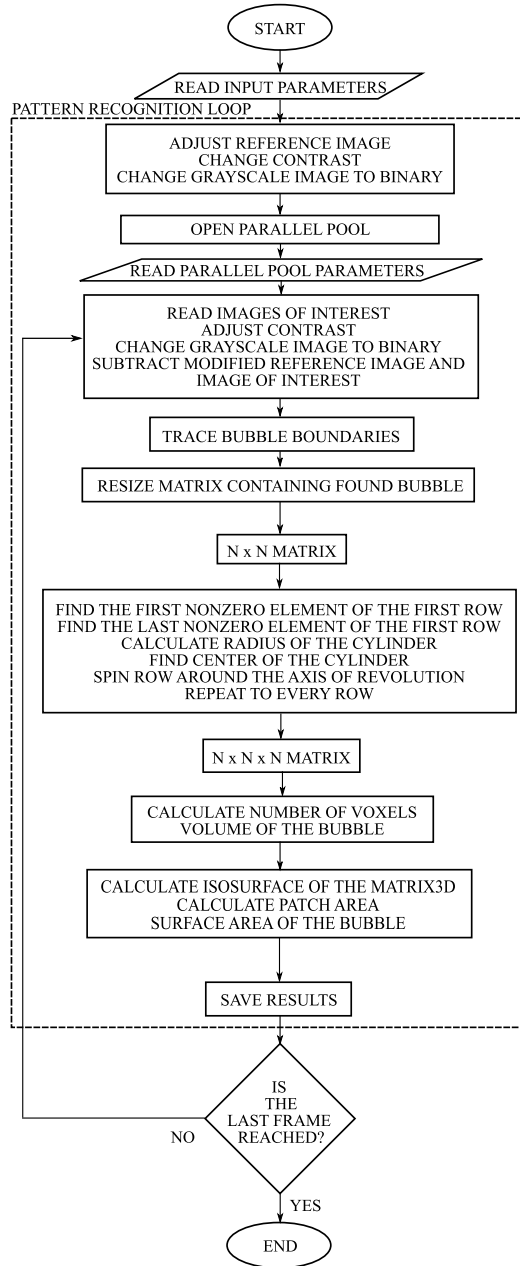 START
READ INPUT PARAMETERS
PATTERN RECOGNITION LOOP
ADJUST REFERENCE IMAGE
CHANGE CONTRAST
CHANGE GRAYSCALE IMAGE TO BINARY
OPEN PARALLEL POOL
READ PARALLEL POOL PARAMETERS
READ IMAGES OF INTEREST
ADJUST CONTRAST
CHANGE GRAYSCALE IMAGE TO BINARY
SUBTRACT MODIFIED REFERENCE IMAGE AND
IMAGE OF INTEREST
TRACE BUBBLE BOUNDARIES
RESIZE MATRIX CONTAINING FOUND BUBBLE
N x N MATRIX
FIND THE FIRST NONZERO ELEMENT OF THE FIRST ROW
FIND THE LAST NONZERO ELEMENT OF THE FIRST ROW
CALCULATE RADIUS OF THE CYLINDER
FIND CENTER OF THE CYLINDER
SPIN ROW AROUND THE AXIS OF REVOLUTION
REPEAT TO EVERY ROW
N x N x N MATRIX
CALCULATE NUMBER OF VOXELS
VOLUME OF THE BUBBLE
CALCULATE ISOSURFACE OF THE MATRIX3D
CALCULATE PATCH AREA
SURFACE AREA OF THE BUBBLE
SAVE RESULTS
IS
THE
LAST FRAME
REACHED?
NO
YES
END